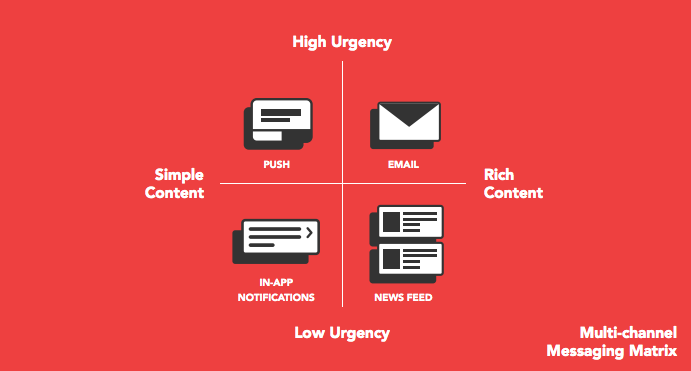 High Urgency
PUSH
EMAIL
Simple
Content
Rich
Content
IN-APP
NOTIFICATIONS
NEWS FEED
Low Urgency
Multi-channel
Messaging Matrix